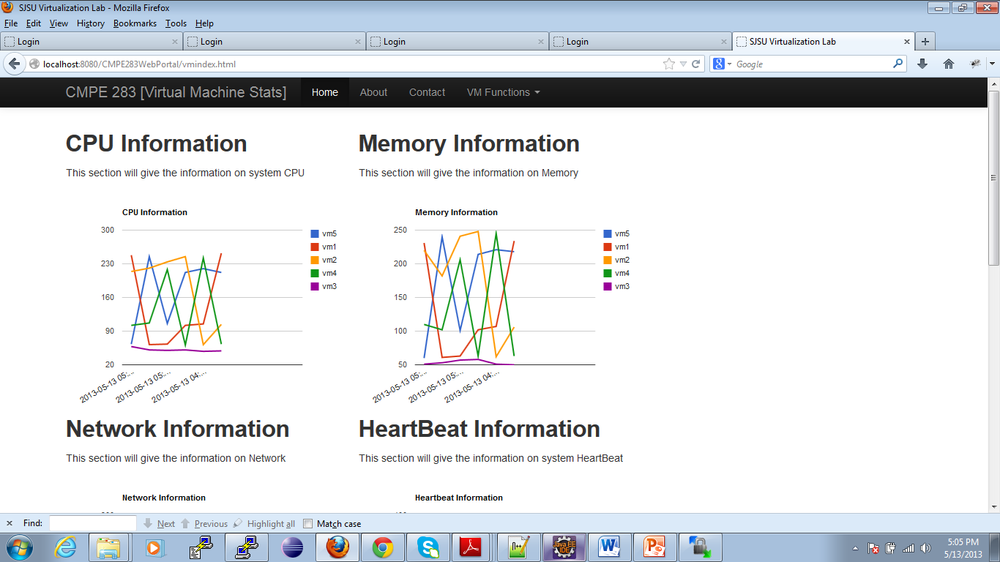 SJSU Virtualization Lab - Mozilla Firefox
File Edit View History Bookmarks Tools Help
Login Login Login Login SJSU Virtualization Lab
localhost:8080/CMPE283WebPortal/vmindex.html Google
CMPE 283 [Virtual Machine Stats] Home About Contact VM Functions
CPU Information
This section will give the information on system CPU
CPU Information
300
230
160
90
20
vm5
vm1
vm2
vm4
vm3
2013-05-13 05:...
2013-05-13 05:...
2013-05-13 04:...
Memory Information
This section will give the information on Memory
Memory Information
250
200
150
100
50
vm5
vm1
vm2
vm4
vm3
2013-05-13 05:...
2013-05-13 05:...
2013-05-13 04:...
Network Information
This section will give the information on Network
Network Information
HeartBeat Information
This section will give the information on system HeartBeat
Heartbeat Information
Find: Next Previous Highlight all Match case
Java EE
IDE
5:05 PM
5/13/2013